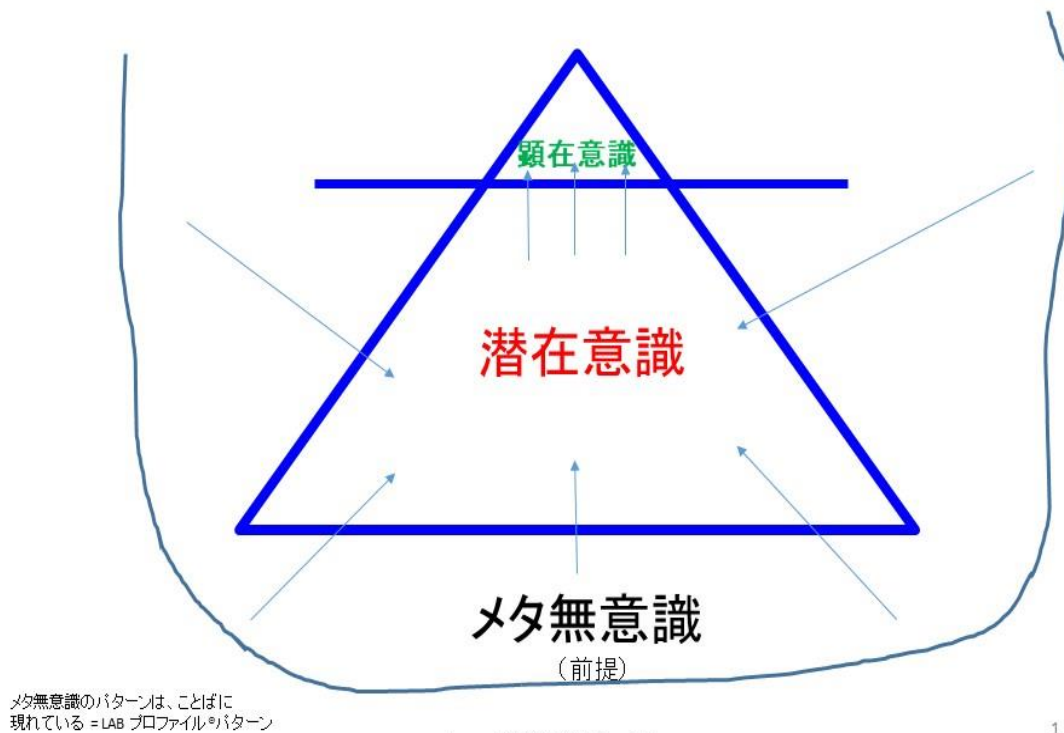 顕在意識
潜在意識
メタ無意識
（前提）
メタ無意識のパターンは、ことばに
現れている = LAB プロファイル®パターン
1